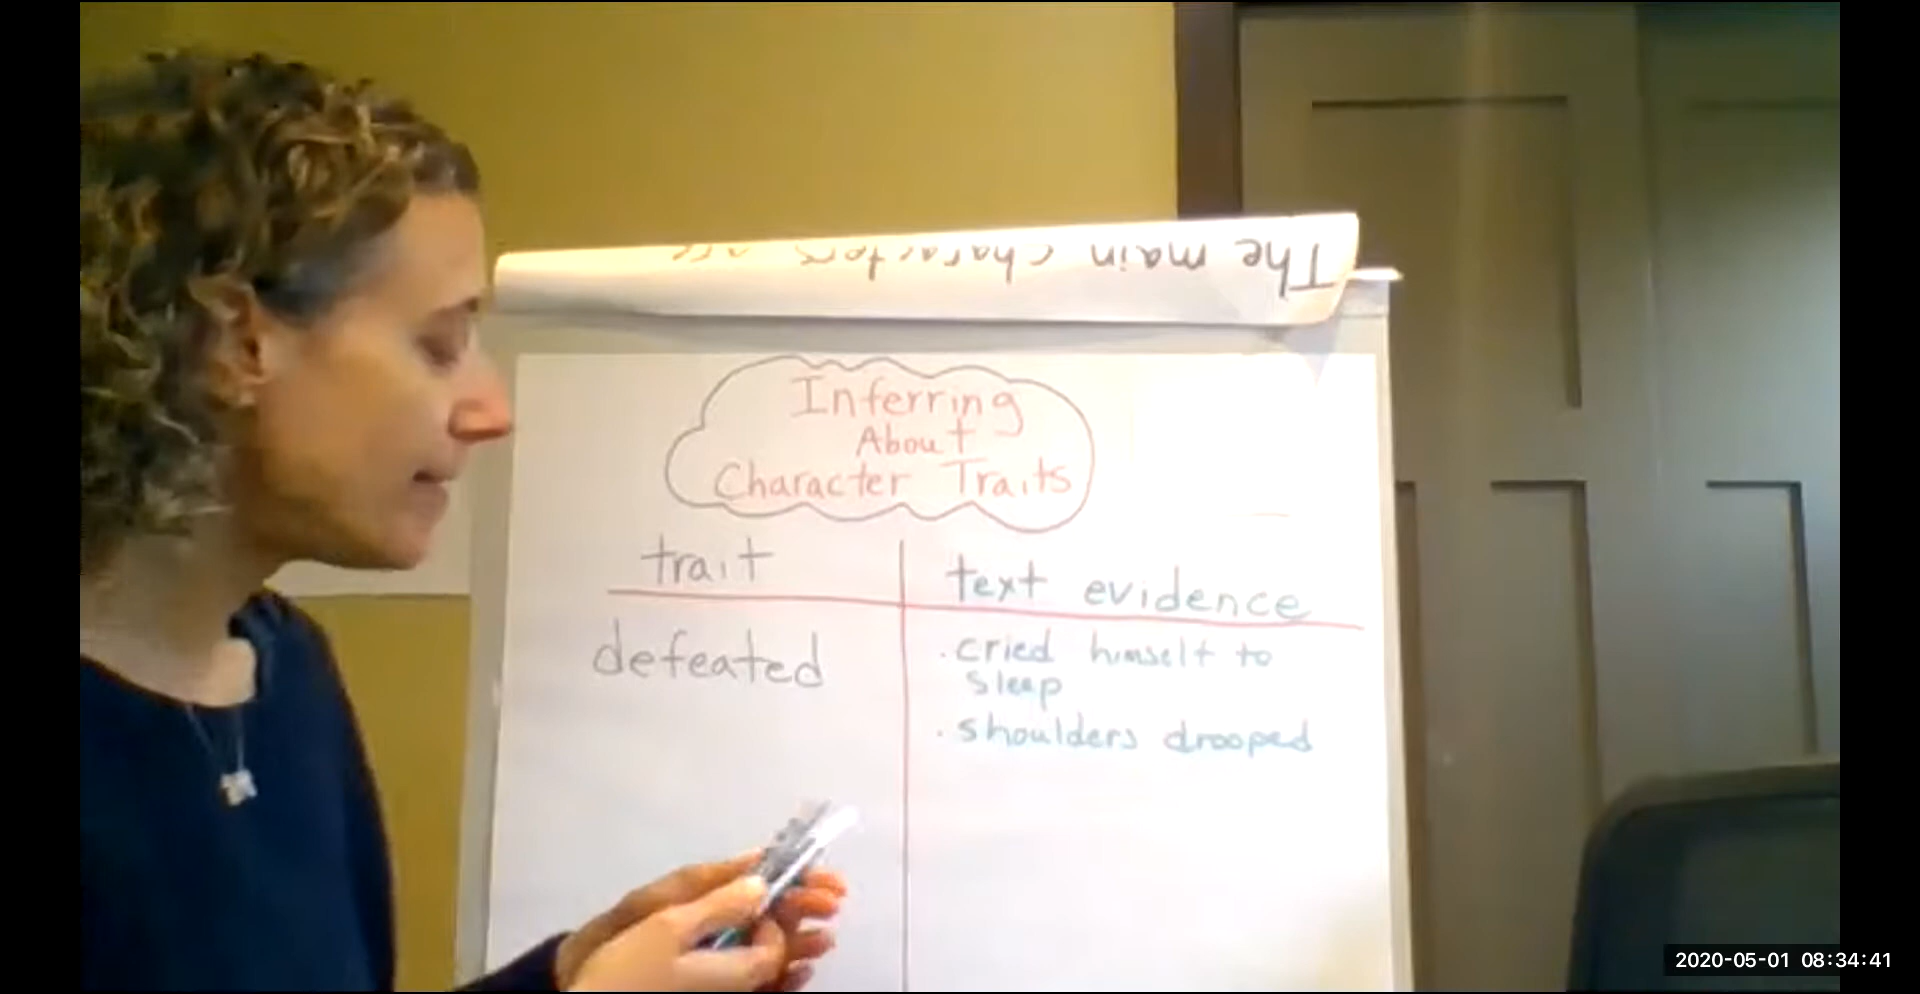 The main characters are
Inferring
About
Character Traits
trait
text evidence
defeated
. cried himself to
sleep
. shoulders drooped
2020-05-01 08:34:41